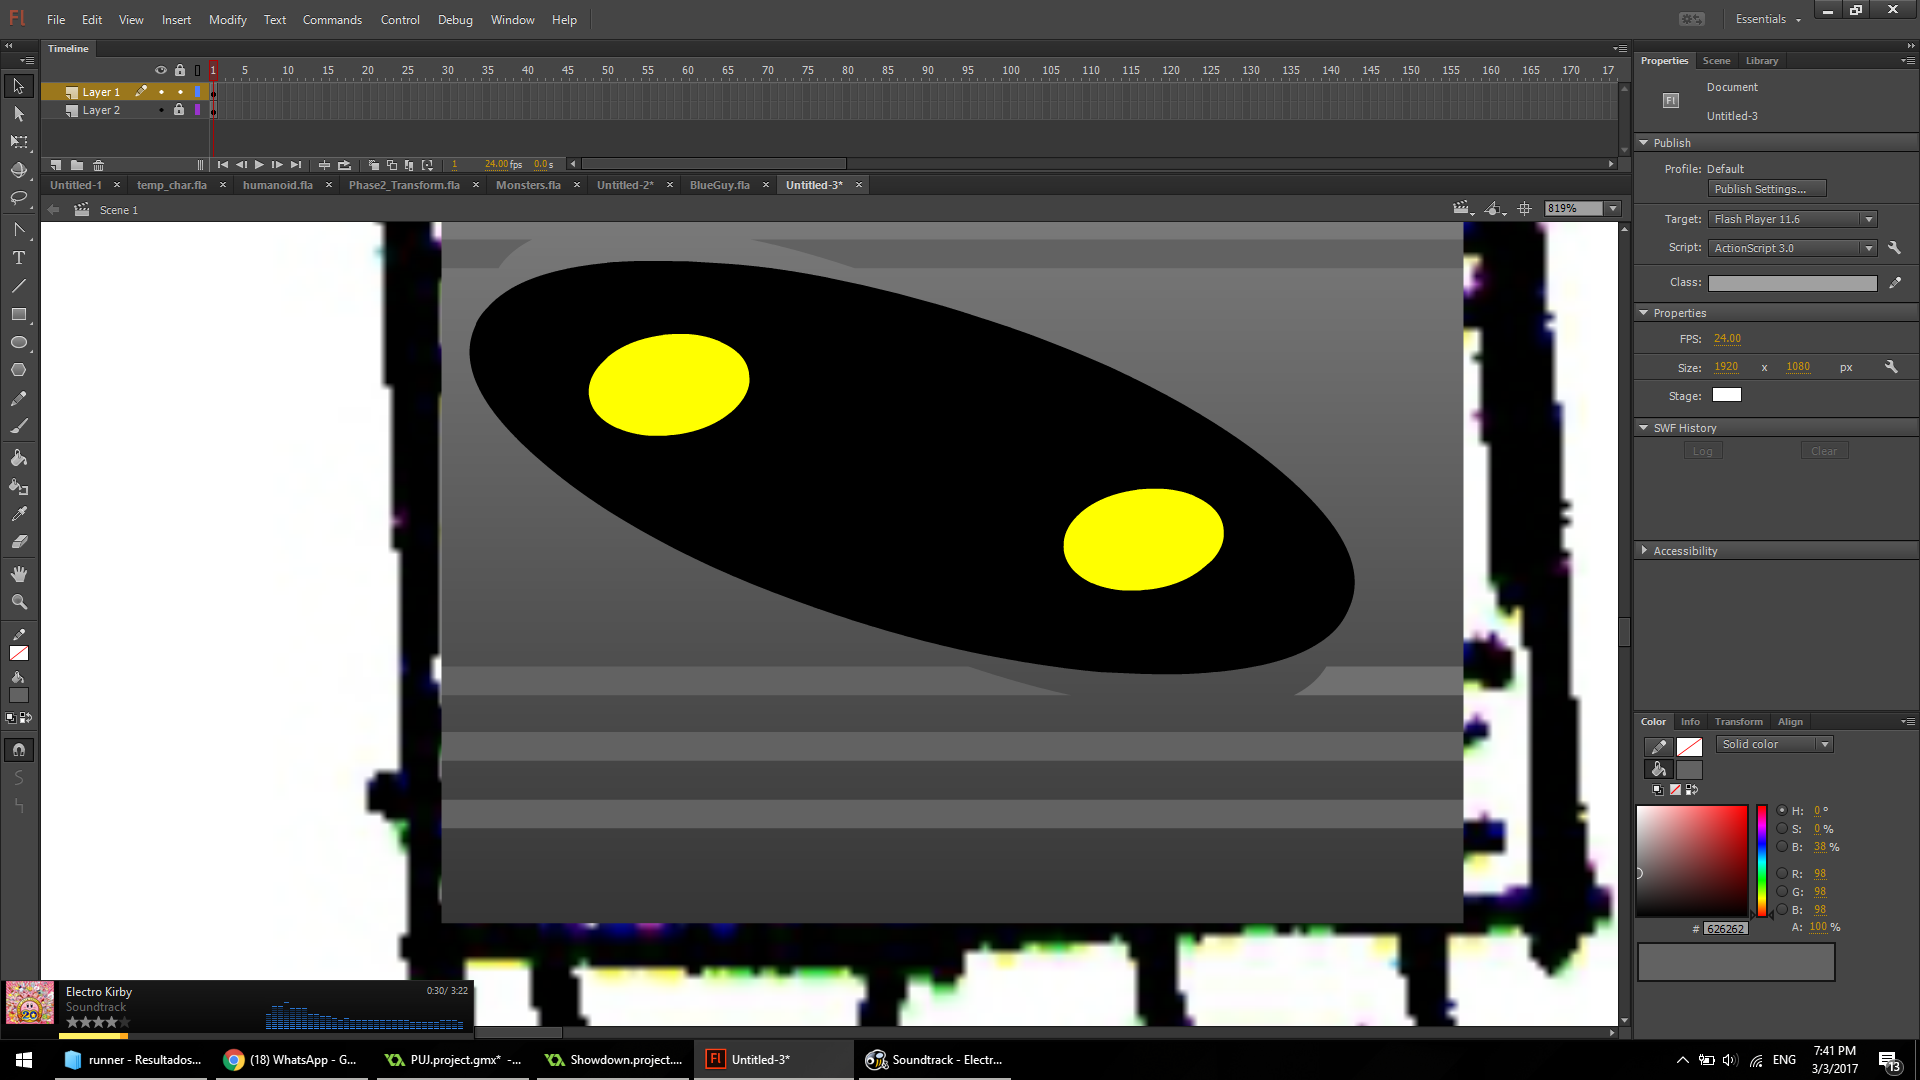 Fl File Edit View Insert Modify Text Commands Control Debug Window Help Essentials
Timeline
1 5 10 15 20 25 30 35 40 45 50 55 60 65 70 75 80 85 90 95 100 105 110 115 120 125 130 135 140 145 150 155 160 165 170 17
Layer 1
Layer 2
1 24.00 fps 0.0 s
Untitled-1 temp_char.fla humanoid.fla Phase2_Transform.fla Monsters.fla Untitled-2* BlueGuy.fla Untitled-3*
Scene 1 819%
Properties Scene Library
Fl
Document
Untitled-3
Publish
Profile: Default
Publish Settings...
Target: Flash Player 11.6
Script: ActionScript 3.0
Class:
Properties
FPS: 24.00
Size: 1920 x 1080 px
Stage:
SWF History
Log Clear
Accessibility
Color Info Transform Align
Solid color
H: 0 °
S: 0 %
B: 38 %
R: 98
G: 98
B: 98
# 626262 A: 100 %
Electro Kirby 0:30/ 3:22
Soundtrack
20
runner - Resultados... (18) WhatsApp - G... PUJ.project.gmx* -... Showdown.project.... Fl Untitled-3* Soundtrack - Electr... ENG
7:41 PM
3/3/2017
13